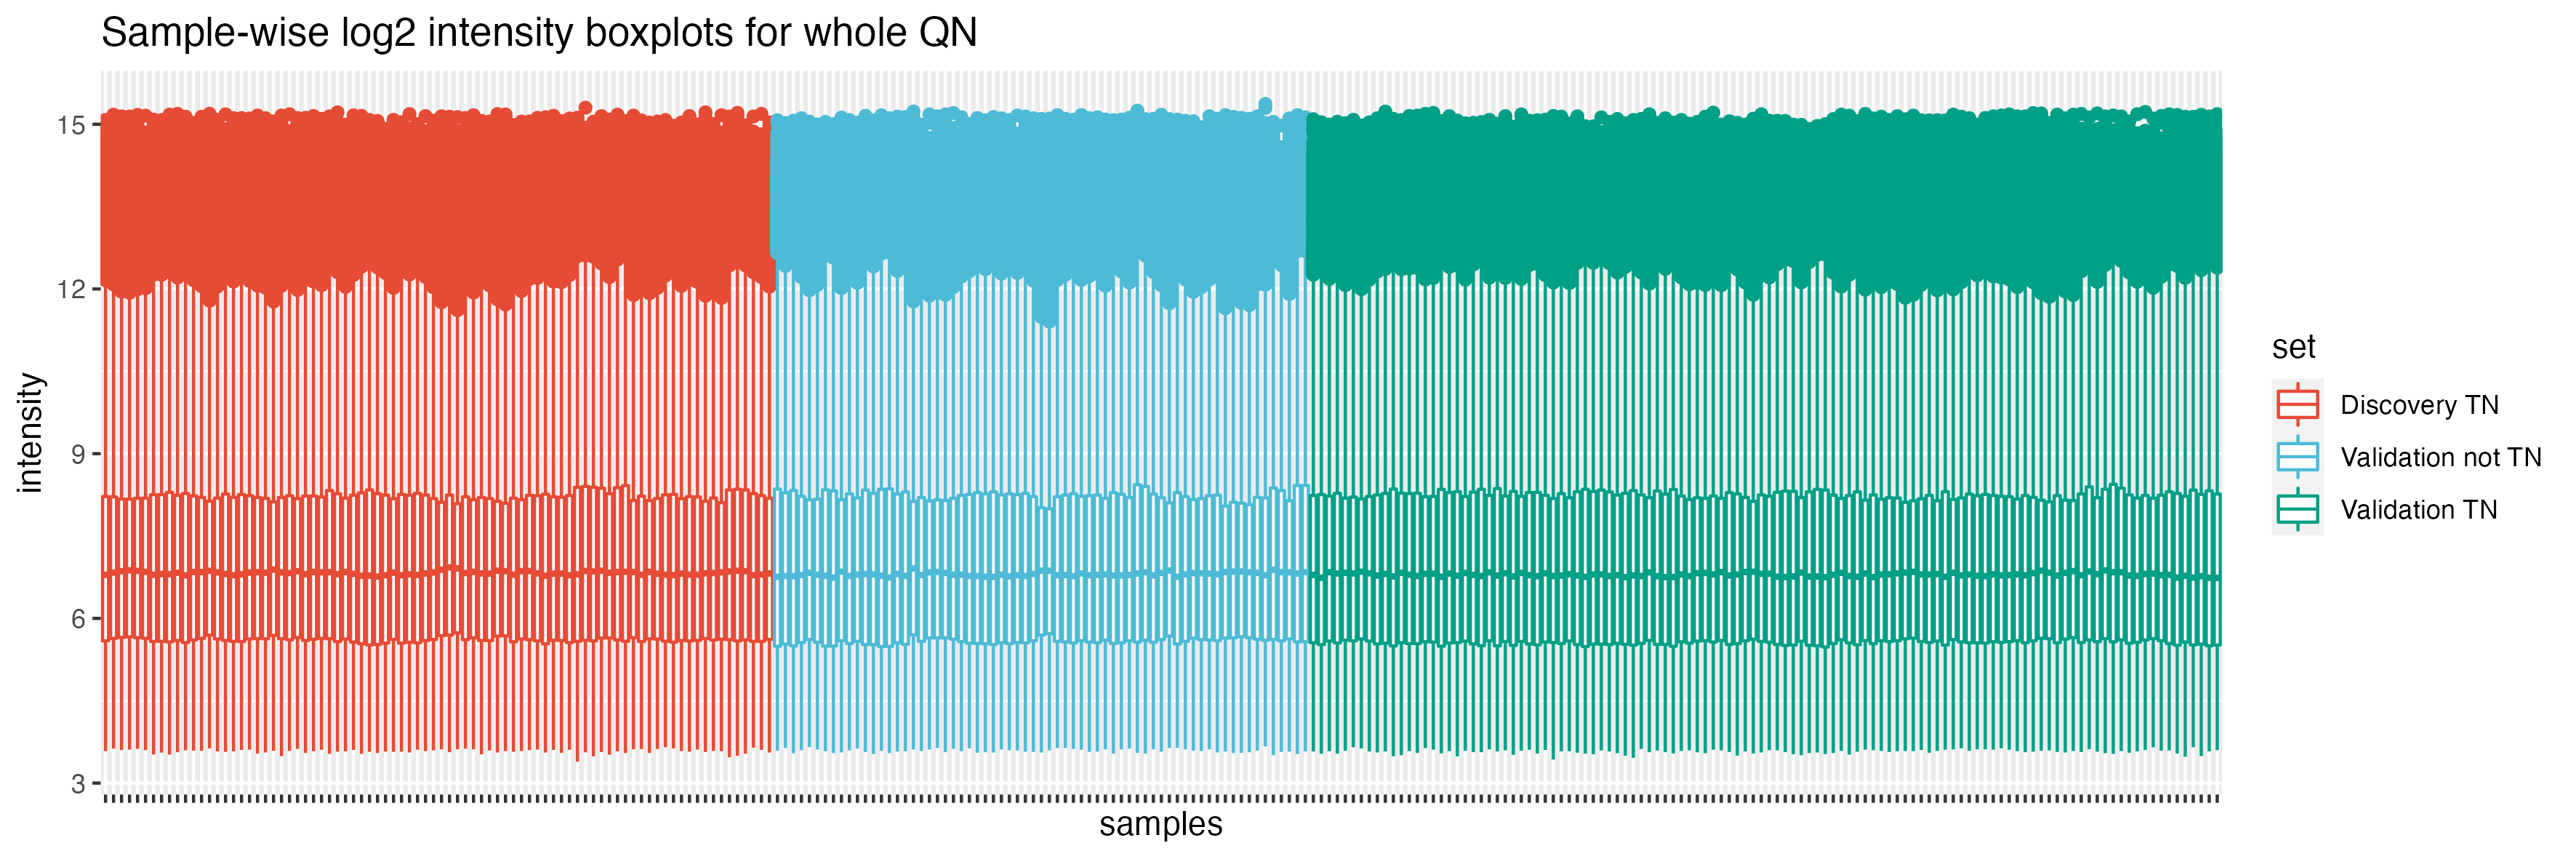 Sample-wise log2 intensity boxplots for whole QN
15
12
9
6
3
intensity
samples
set
Discovery TN
Validation not TN
Validation TN